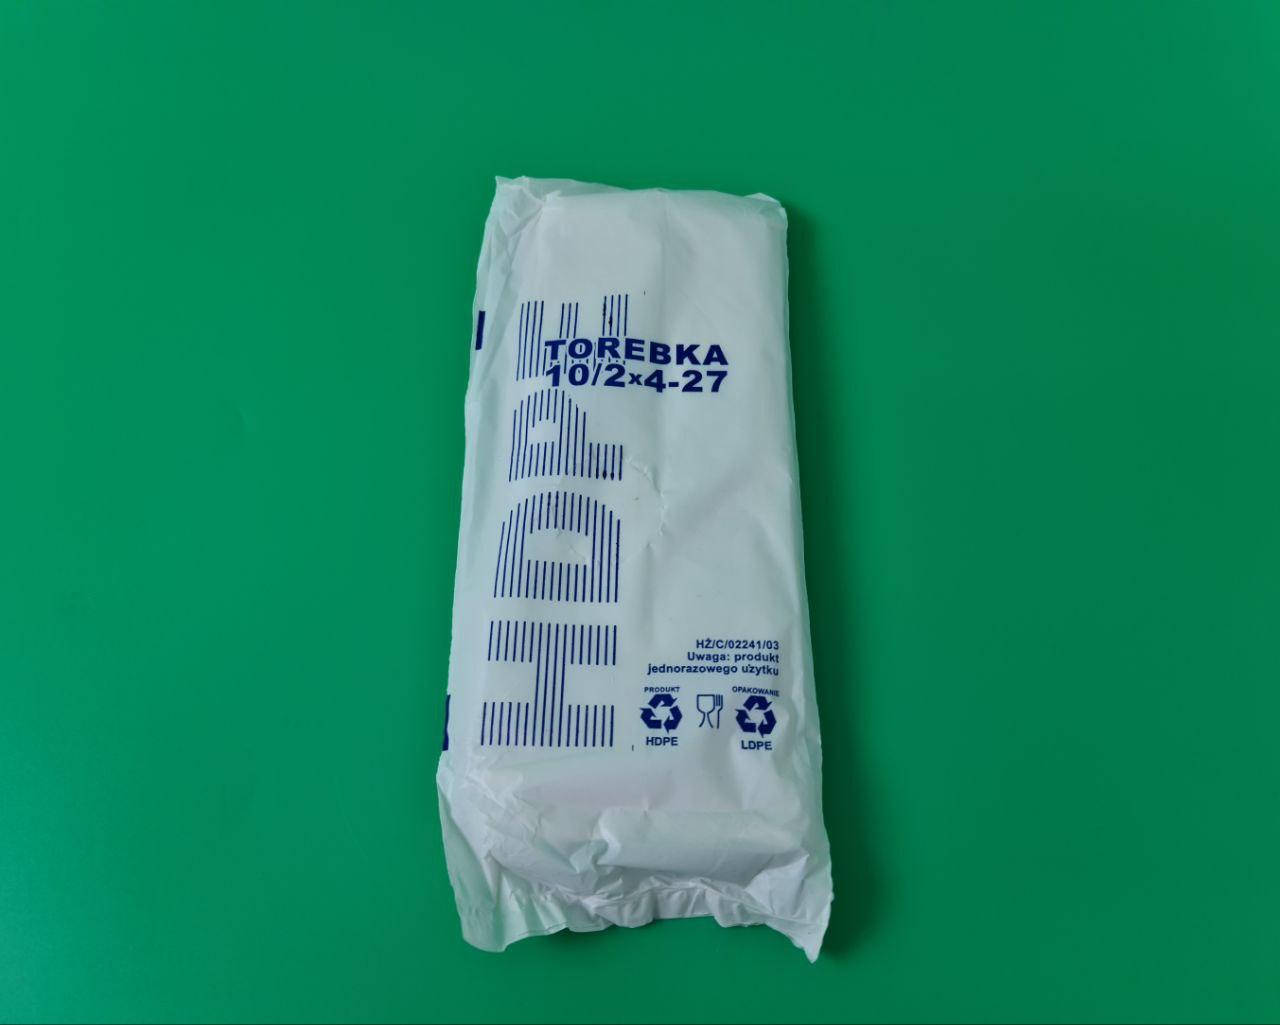 HDPE
TOREBKA
10/2x4-27
HŻ/C/02241/03
Uwaga: produkt
jednorazowego użytku
PRODUKT
OPAKOWANIE
HDPE
LDPE